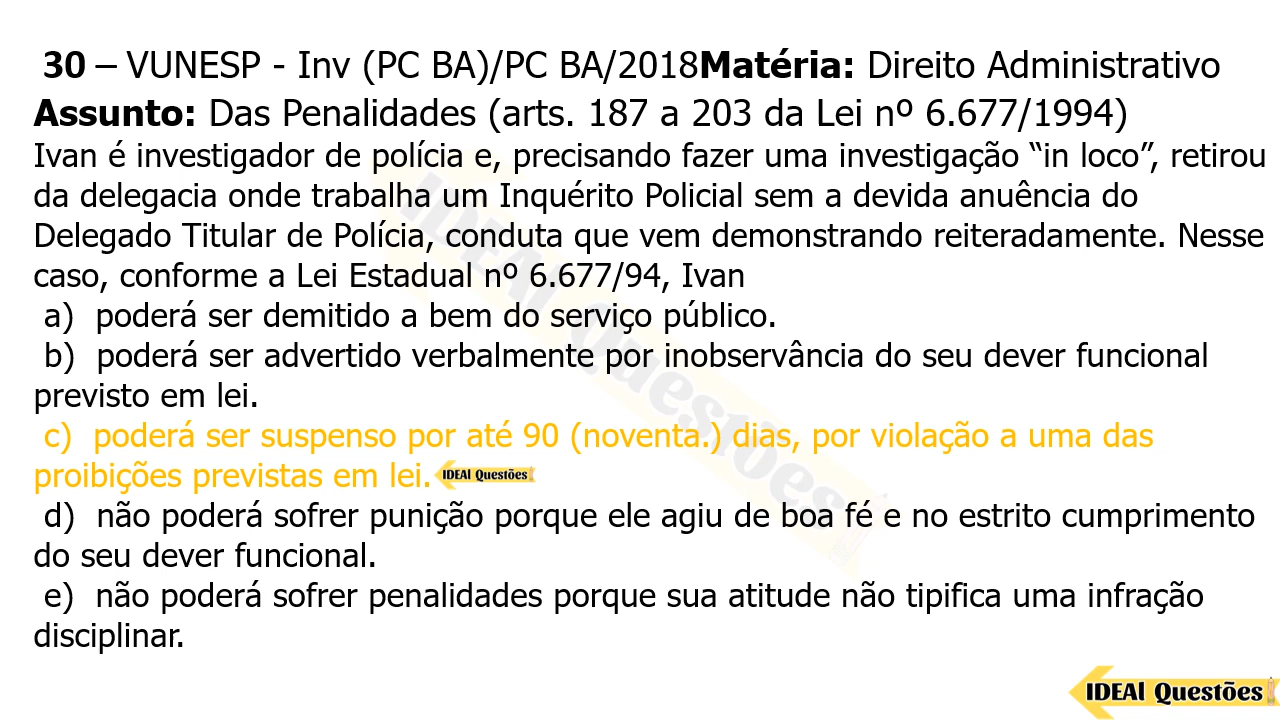 30 – VUNESP - Inv (PC BA)/PC BA/2018Matéria: Direito Administrativo
Assunto: Das Penalidades (arts. 187 a 203 da Lei nº 6.677/1994)
Ivan é investigador de polícia e, precisando fazer uma investigação “in loco”, retirou
da delegacia onde trabalha um Inquérito Policial sem a devida anuência do
Delegado Titular de Polícia, conduta que vem demonstrando reiteradamente. Nesse
caso, conforme a Lei Estadual nº 6.677/94, Ivan
a) poderá ser demitido a bem do serviço público.
b) poderá ser advertido verbalmente por inobservância do seu dever funcional
previsto em lei.
c) poderá ser suspenso por até 90 (noventa.) dias, por violação a uma das
proibições previstas em lei. IDEAl Questões
d) não poderá sofrer punição porque ele agiu de boa fé e no estrito cumprimento
do seu dever funcional.
e) não poderá sofrer penalidades porque sua atitude não tipifica uma infração
disciplinar.
IDEAl Questões
IDEAl Questões